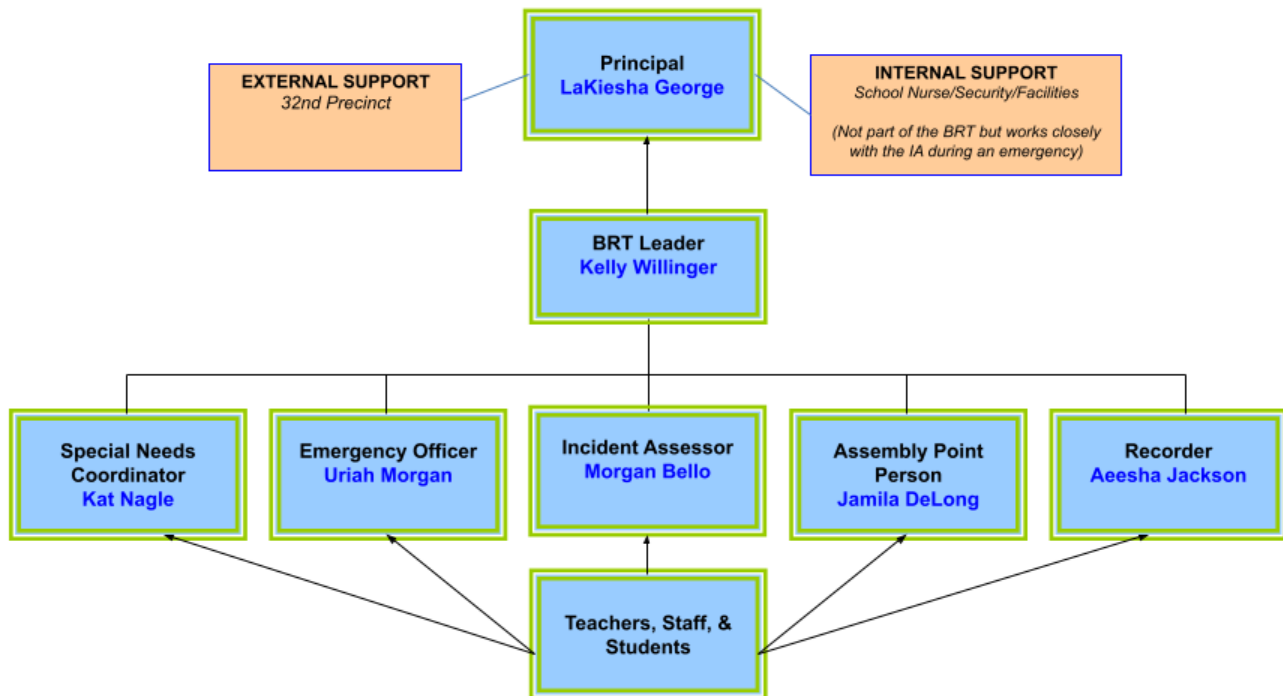 Principal
LaKiesha George
EXTERNAL SUPPORT
32nd Precinct
INTERNAL SUPPORT
School Nurse/Security/Facilities
(Not part of the BRT but works closely
with the IA during an emergency)
BRT Leader
Kelly Willinger
Special Needs
Coordinator
Kat Nagle
Emergency Officer
Uriah Morgan
Incident Assessor
Morgan Bello
Assembly Point
Person
Jamila DeLong
Recorder
Aeesha Jackson
Teachers, Staff, &
Students